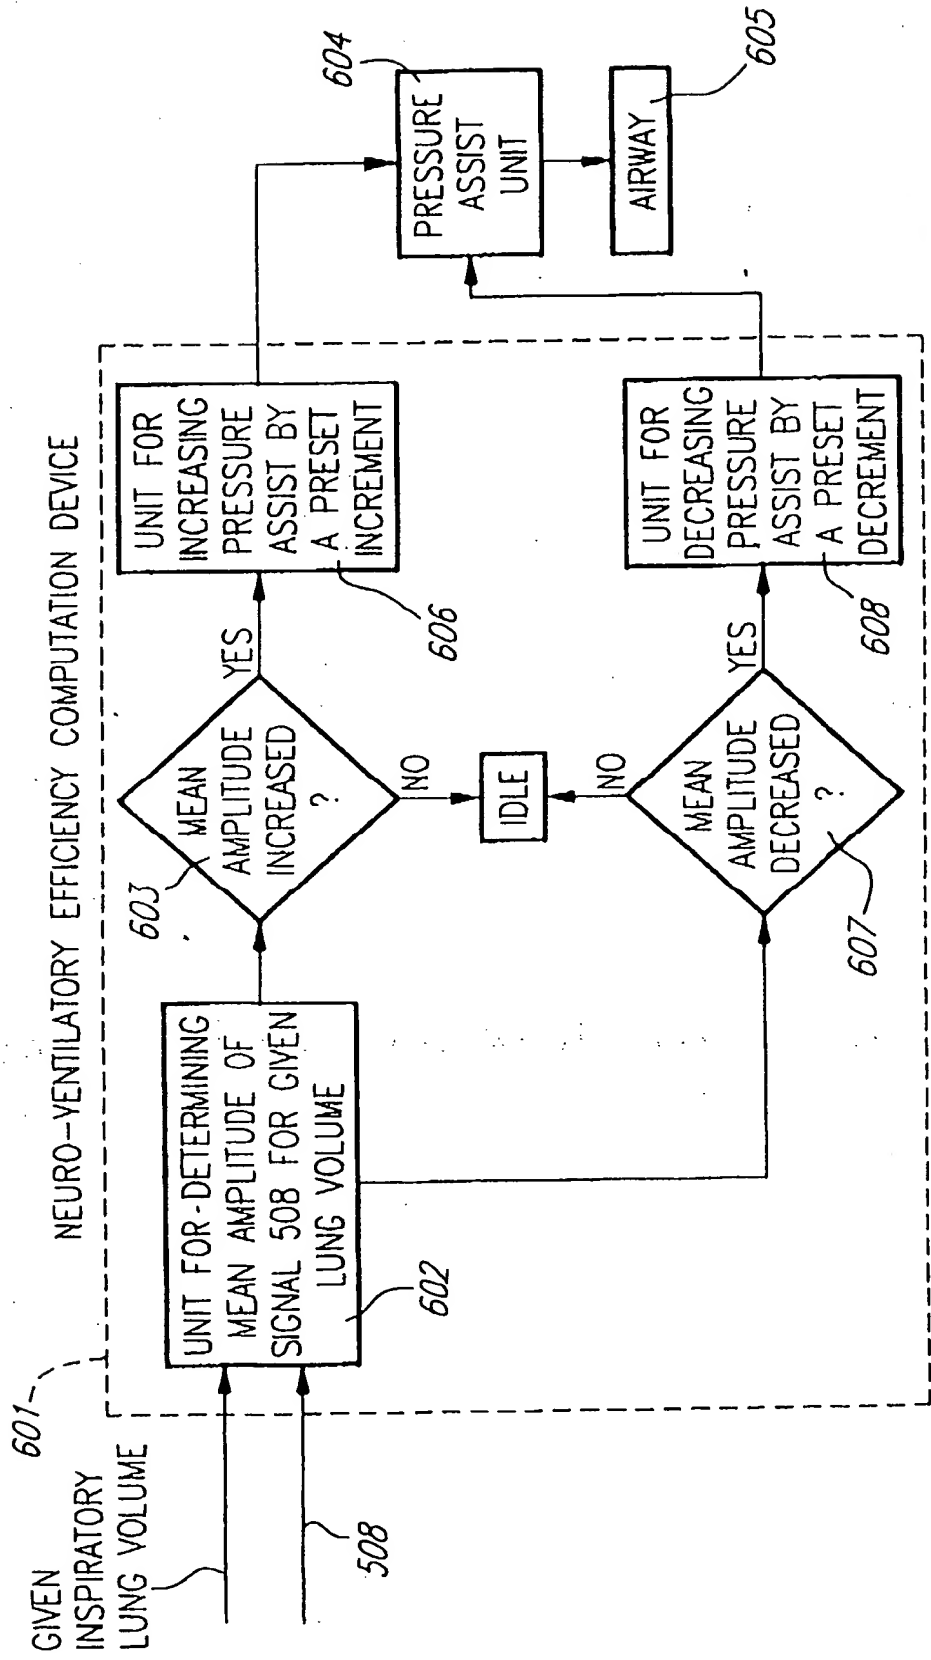 NEURO-VENTILATORY EFFICIENCY COMPUTATION DEVICE
601
GIVEN
INSPIRATORY
LUNG VOLUME
508
UNIT FOR-DETERMINING
MEAN AMPLITUDE OF
SIGNAL 508 FOR GIVEN
LUNG VOLUME
602
603
MEAN
AMPLITUDE
INCREASED
?
YES
NO
UNIT FOR
INCREASING
PRESSURE
ASSIST BY
A PRESET
INCREMENT
606
IDLE
NO
MEAN
AMPLITUDE
DECREASED
?
607
YES
UNIT FOR
DECREASING
PRESSURE
ASSIST BY
A PRESET
DECREMENT
608
604
PRESSURE
ASSIST
UNIT
AIRWAY
605